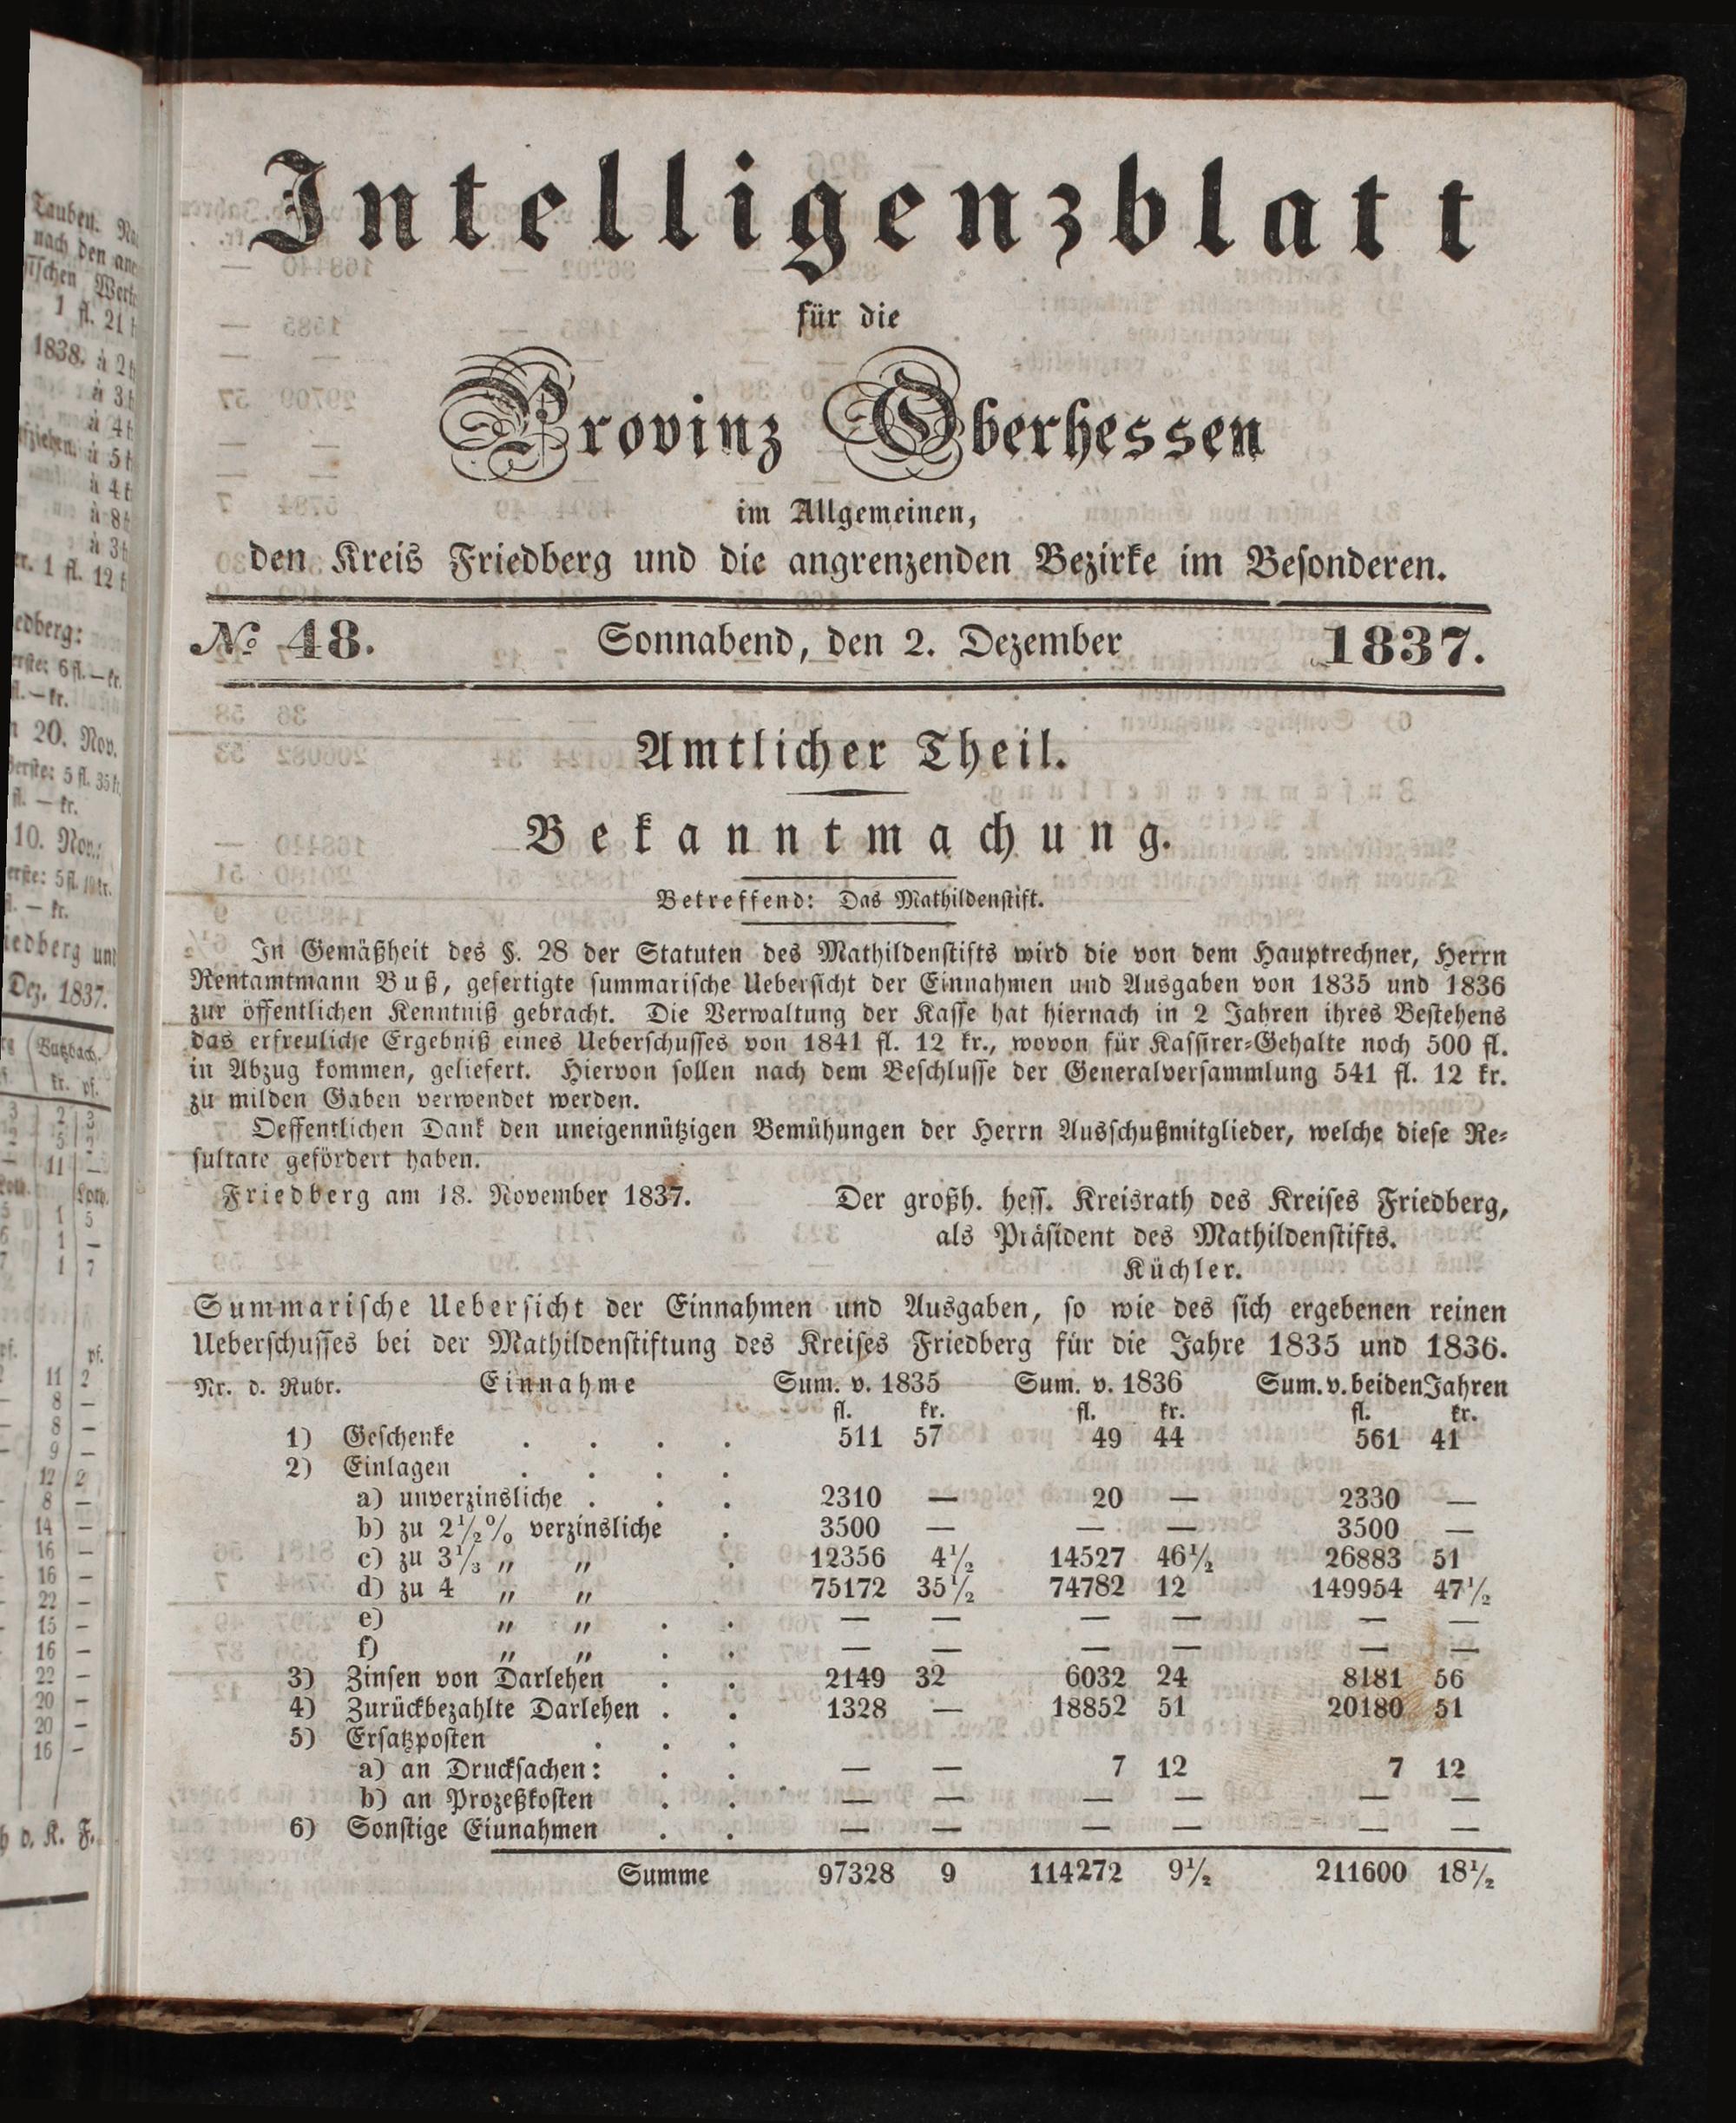 Intelligenzblatt
für die
Provinz Oberhessen
im Allgemeinen,
den Kreis Friedberg und die angrenzenden Bezirke im Besonderen.
№ 48. Sonnabend, den 2. Dezember 1837.
Amtlicher Theil.
Bekanntmachung.
Betreffend: Das Mathildenstift.
In Gemäßheit des §. 28 der Statuten des Mathildenstifts wird die von dem Hauptrechner, Herrn
Rentamtmann Buß, gefertigte summarische Uebersicht der Einnahmen und Ausgaben von 1835 und 1836
zur öffentlichen Kenntniß gebracht. Die Verwaltung der Kasse hat hiernach in 2 Jahren ihres Bestehens
das erfreuliche Ergebniß eines Ueberschusses von 1841 fl. 12 kr., wovon für Kassirer-Gehalte noch 500 fl.
in Abzug kommen, geliefert. Hiervon sollen nach dem Beschlusse der Generalversammlung 541 fl. 12 kr.
zu milden Gaben verwendet werden.
Oeffentlichen Dank den uneigennützigen Bemühungen der Herrn Ausschußmitglieder, welche diese Re-
sultate gefördert haben.
Friedberg am 18. November 1837. Der großh. hess. Kreisrath des Kreises Friedberg,
als Präsident des Mathildenstifts.
Küchler.
Summarische Uebersicht der Einnahmen und Ausgaben, so wie des sich ergebenen reinen
Ueberschusses bei der Mathildenstiftung des Kreises Friedberg für die Jahre 1835 und 1836.
Nr. d. Rubr. Einnahme Sum. v. 1835 Sum. v. 1836 Sum. v. beiden Jahren
fl. kr. fl. kr. fl. kr.
1) Geschenke . . . . 511 57 49 44 561 41
2) Einlagen . . . .
a) unverzinsliche . . . 2310 — 20 — 2330 —
b) zu 2½% verzinsliche . 3500 — — — 3500 —
c) zu 3⅓ „ „ . 12356 4½ 14527 46½ 26883 51
d) zu 4 „ „ 75172 35½ 74782 12 149954 47½
e) „ „ . . — — — — — —
f) „ „ . . — — — — — —
3) Zinsen von Darlehen . . 2149 32 6032 24 8181 56
4) Zurückbezahlte Darlehen . . 1328 — 18852 51 20180 51
5) Ersatzposten . . .
a) an Drucksachen: . . — — 7 12 7 12
b) an Prozeßkosten . . — — — — — —
6) Sonstige Eiunahmen . . — — — — — —
Summe 97328 9 114272 9½ 211600 18½